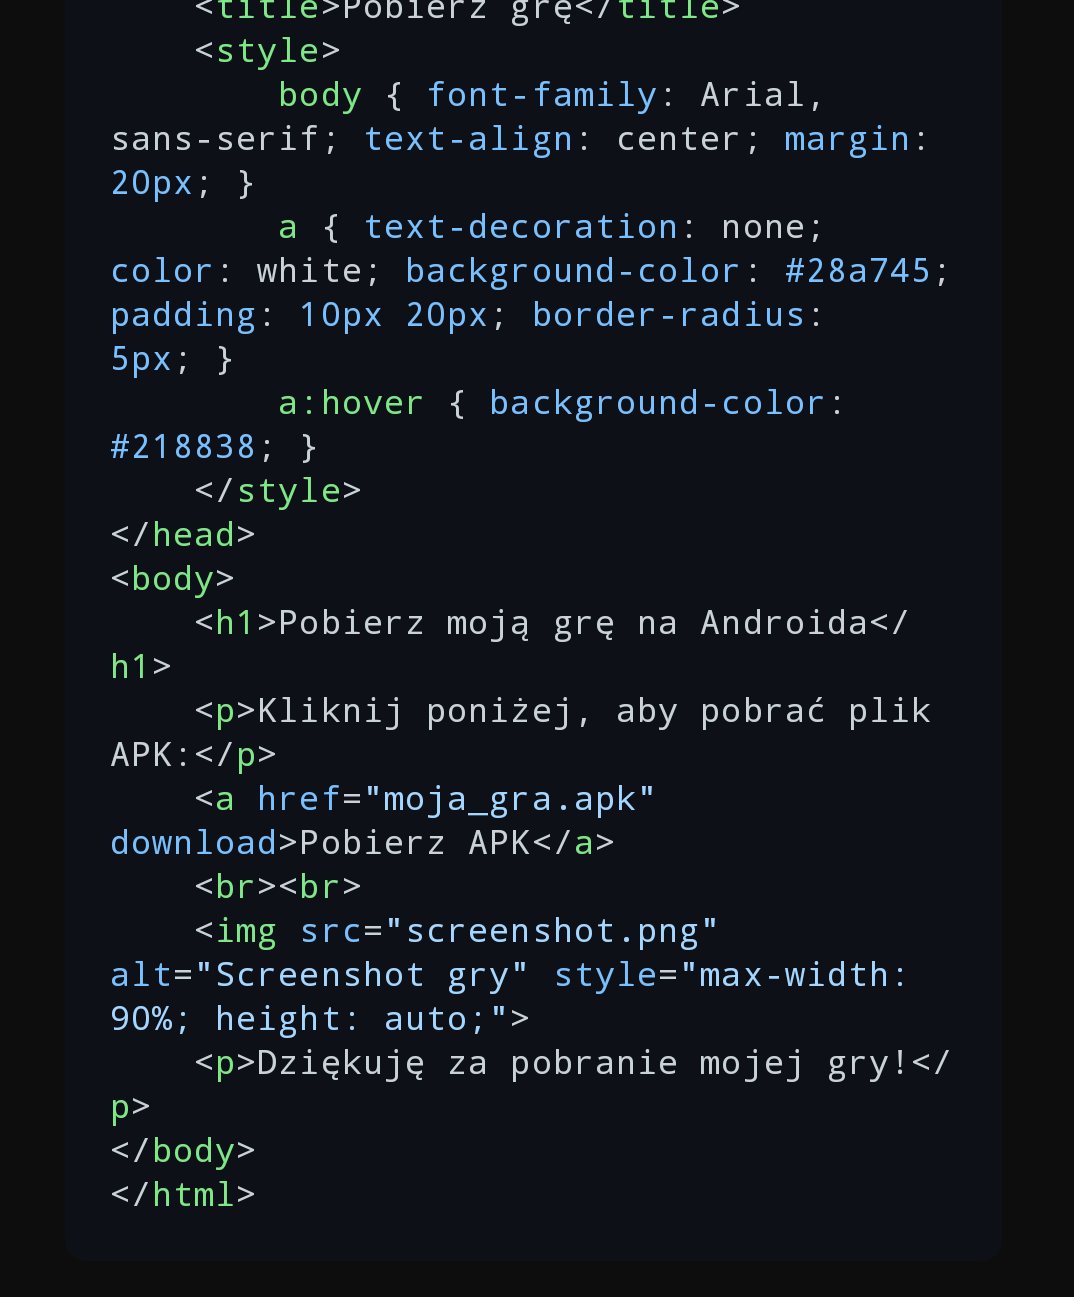 <title>Pobierz grę</title>
<style>
body { font-family: Arial,
sans-serif; text-align: center; margin:
20px; }
a { text-decoration: none;
color: white; background-color: #28a745;
padding: 10px 20px; border-radius:
5px; }
a:hover { background-color:
#218838; }
</style>
</head>
<body>
<h1>Pobierz moją grę na Androida</
h1>
<p>Kliknij poniżej, aby pobrać plik
APK:</p>
<a href="moja_gra.apk"
download>Pobierz APK</a>
<br><br>
<img src="screenshot.png"
alt="Screenshot gry" style="max-width:
90%; height: auto;">
<p>Dziękuję za pobranie mojej gry!</
p>
</body>
</html>